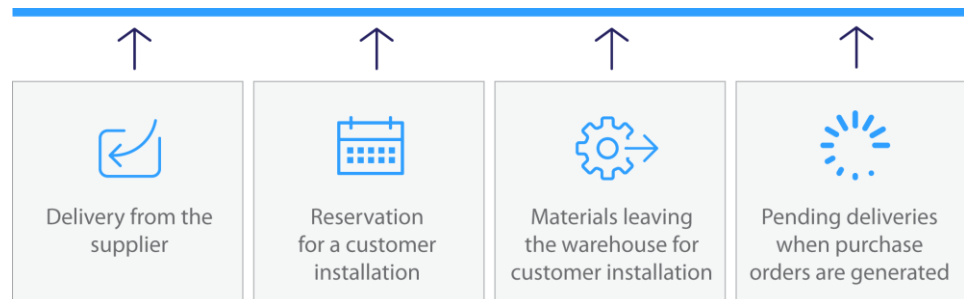 Delivery from the
supplier
Reservation
for a customer
installation
Materials leaving
the warehouse for
customer installation
Pending deliveries
when purchase
orders are generated